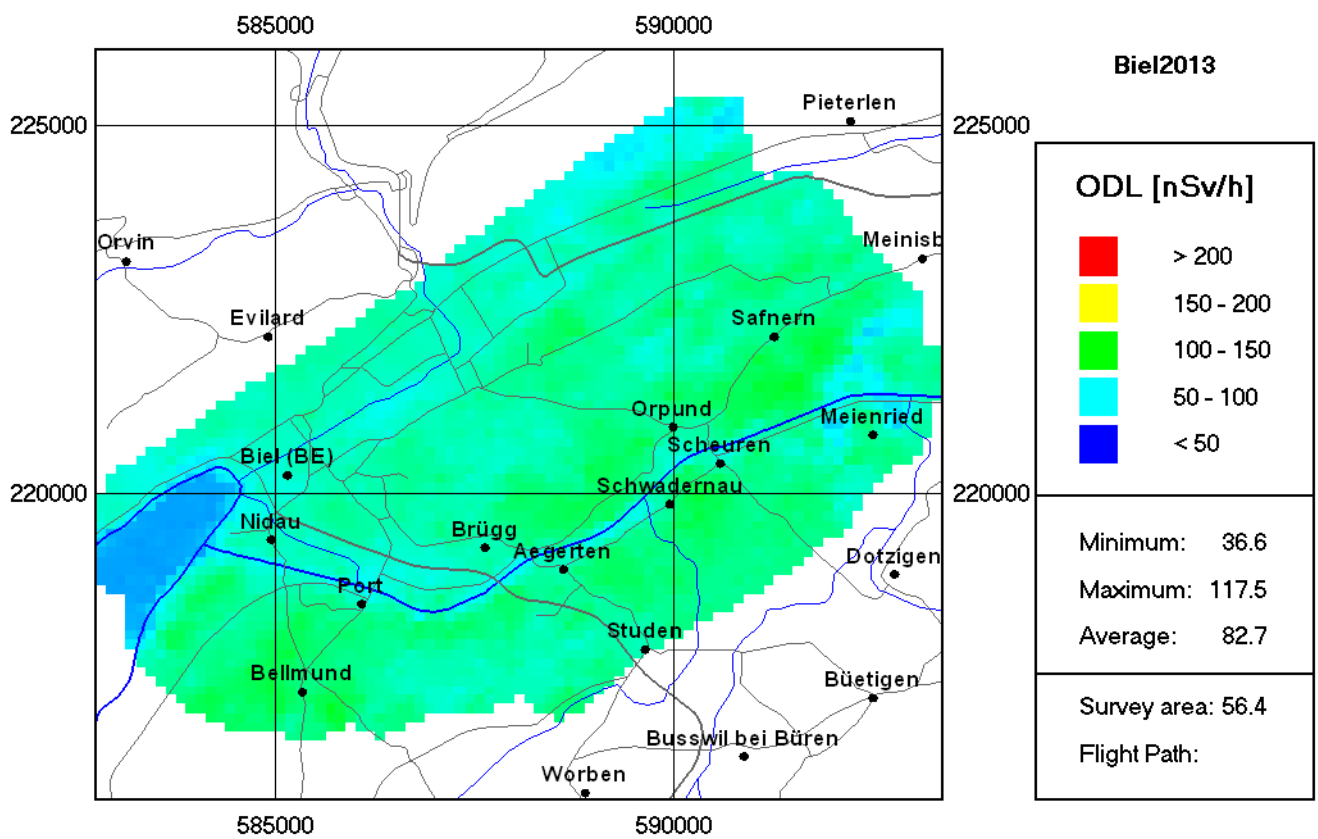 585000
590000
Biel2013
Pieterlen
225000
225000
ODL [nSv/h]
Orvin
Meinisb
> 200
150 - 200
Evilard
Safnern
100 - 150
50 - 100
Orpund
Meienried
Scheuren
< 50
Biel (BE)
Schwadernau
220000
220000
Nidau
Brügg
Aegerten
Dotzigen
Minimum: 36.6
Port
Maximum: 117.5
Studen
Average: 82.7
Bellmund
Büetigen
Survey area: 56.4
Busswil bei Büren
Flight Path:
Worben
585000
590000